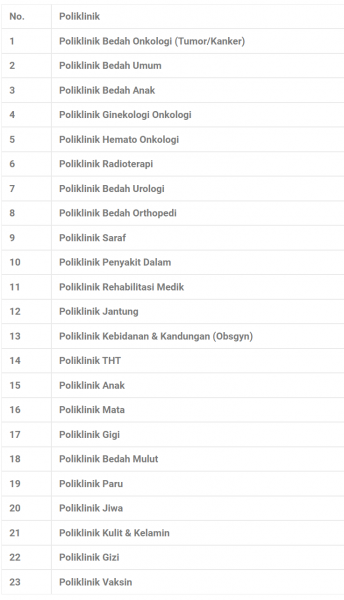 No. Poliklinik
1 Poliklinik Bedah Onkologi (Tumor/Kanker)
2 Poliklinik Bedah Umum
3 Poliklinik Bedah Anak
4 Poliklinik Ginekologi Onkologi
5 Poliklinik Hemato Onkologi
6 Poliklinik Radioterapi
7 Poliklinik Bedah Urologi
8 Poliklinik Bedah Orthopedi
9 Poliklinik Saraf
10 Poliklinik Penyakit Dalam
11 Poliklinik Rehabilitasi Medik
12 Poliklinik Jantung
13 Poliklinik Kebidanan & Kandungan (Obsgyn)
14 Poliklinik THT
15 Poliklinik Anak
16 Poliklinik Mata
17 Poliklinik Gigi
18 Poliklinik Bedah Mulut
19 Poliklinik Paru
20 Poliklinik Jiwa
21 Poliklinik Kulit & Kelamin
22 Poliklinik Gizi
23 Poliklinik Vaksin